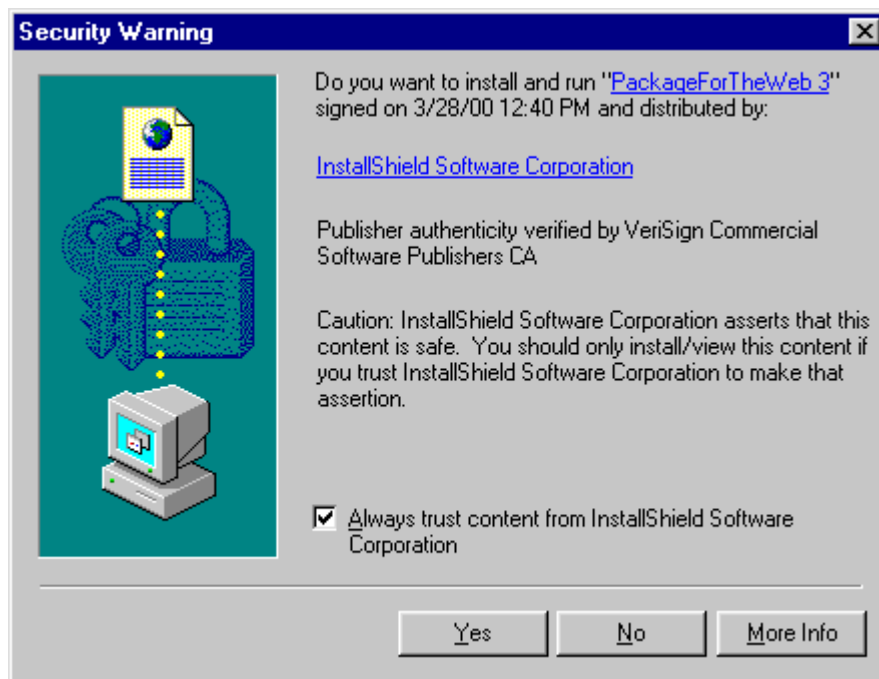 Security Warning
Do you want to install and run "PackageForTheWeb 3"
signed on 3/28/00 12:40 PM and distributed by:
InstallShield Software Corporation
Publisher authenticity verified by VeriSign Commercial
Software Publishers CA
Caution: InstallShield Software Corporation asserts that this
content is safe.  You should only install/view this content if
you trust InstallShield Software Corporation to make that
assertion.
Always trust content from InstallShield Software
Corporation
Yes No More Info